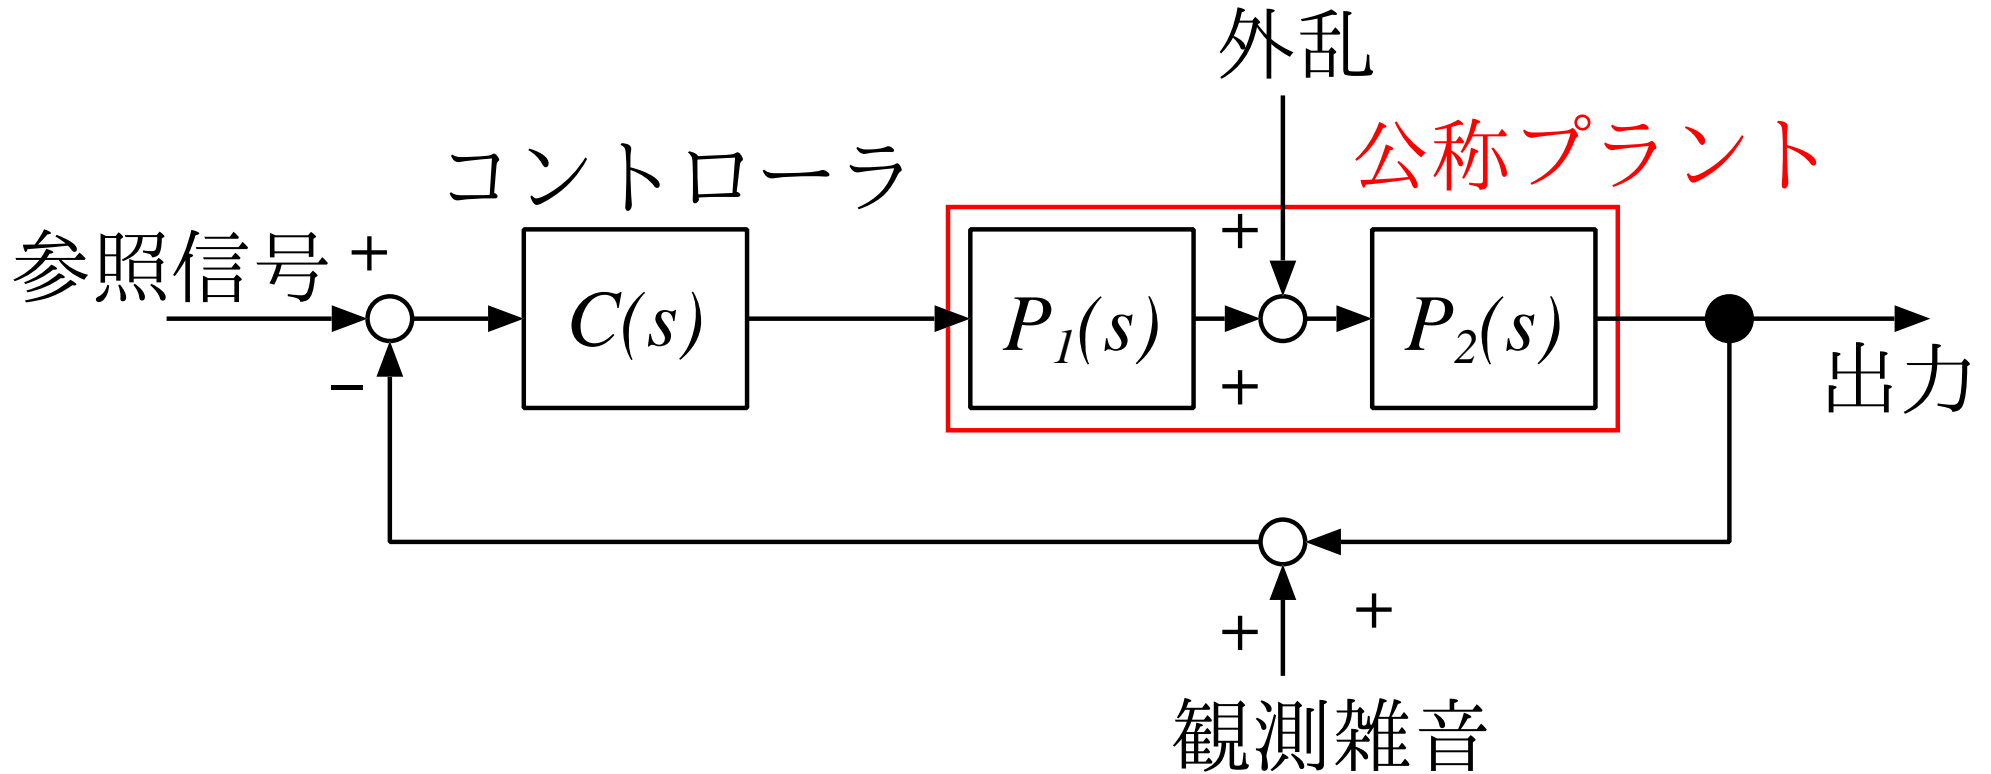 外乱
公称プラント
コントローラ
参照信号
+
+
C(s)
P1(s)
P2(s)
−
+
出力
+
+
観測雑音